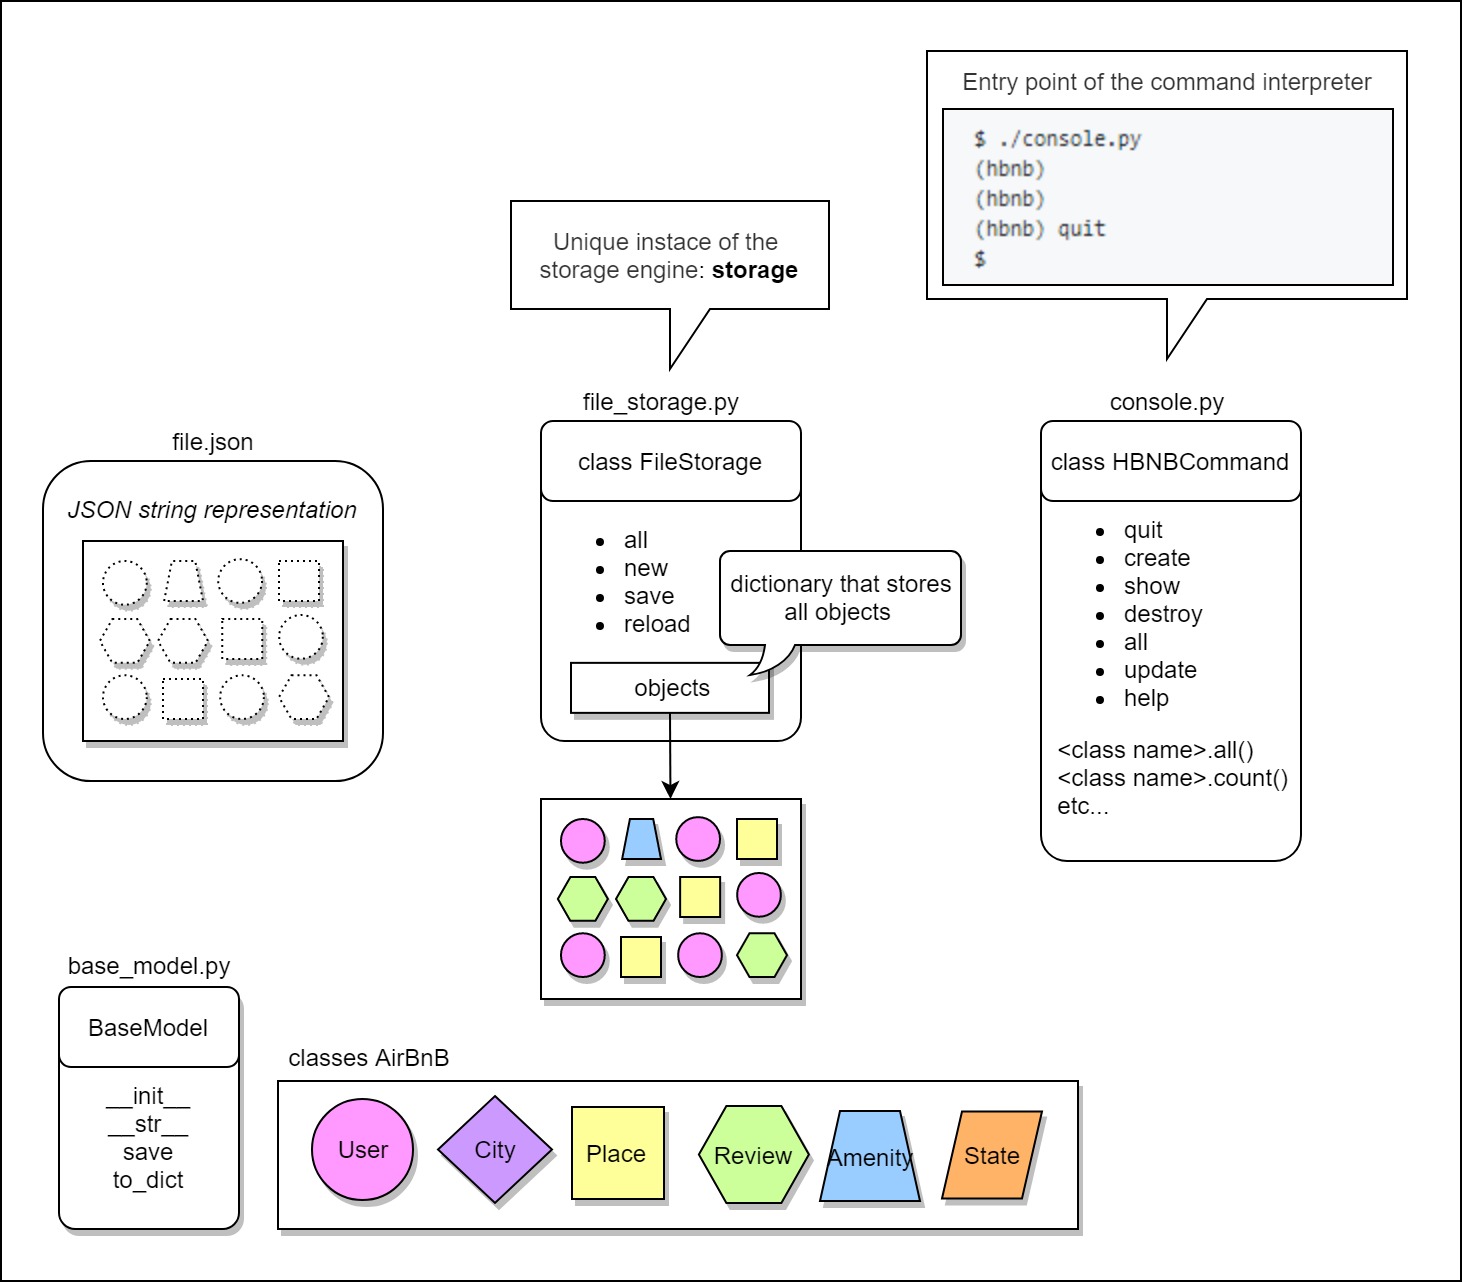 Entry point of the command interpreter
$ ./console.py
(hbnb)
(hbnb)
(hbnb) quit
$
Unique instace of the
storage engine: storage
file.json
JSON string representation
file_storage.py
class FileStorage
all
new
save
reload
dictionary that stores
all objects
objects
console.py
class HBNBCommand
quit
create
show
destroy
all
update
help
<class name>.all()
<class name>.count()
etc...
base_model.py
BaseModel
__init__
__str__
save
to_dict
classes AirBnB
User
City
Place
Review
Amenity
State